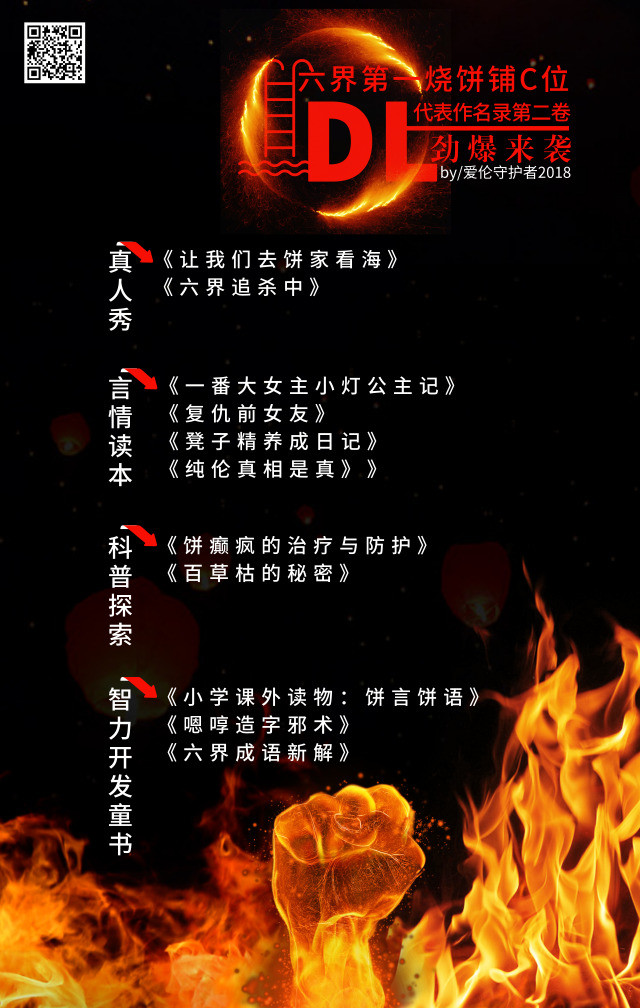 六界第一烧饼铺C位
DL
代表作名录第二卷
劲爆来袭
by/爱伦守护者2018
真人秀
《让我们去饼家看海》
《六界追杀中》
言情读本
《一番大女主小灯公主记》
《复仇前女友》
《凳子精养成日记》
《纯伦真相是真》》
科普探索
《饼癫疯的治疗与防护》
《百草枯的秘密》
智力开发童书
《小学课外读物：饼言饼语》
《嗯哼造字邪术》
《六界成语新解》